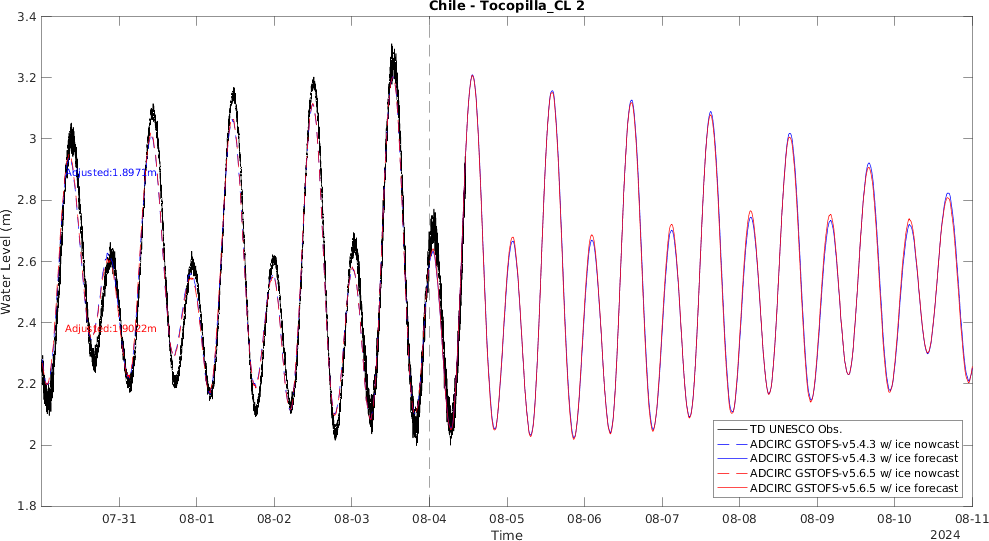 Chile - Tocopilla_CL 2
3.4
3.2
3
2.8
2.6
2.4
2.2
2
1.8
Water Level (m)
Adjusted:1.8971m
Adjusted:1.9022m
TD UNESCO Obs.
ADCIRC GSTOFS-v5.4.3 w/ ice nowcast
ADCIRC GSTOFS-v5.4.3 w/ ice forecast
ADCIRC GSTOFS-v5.6.5 w/ ice nowcast
ADCIRC GSTOFS-v5.6.5 w/ ice forecast
07-31 08-01 08-02 08-03 08-04 08-05 08-06 08-07 08-08 08-09 08-10 08-11
Time
2024